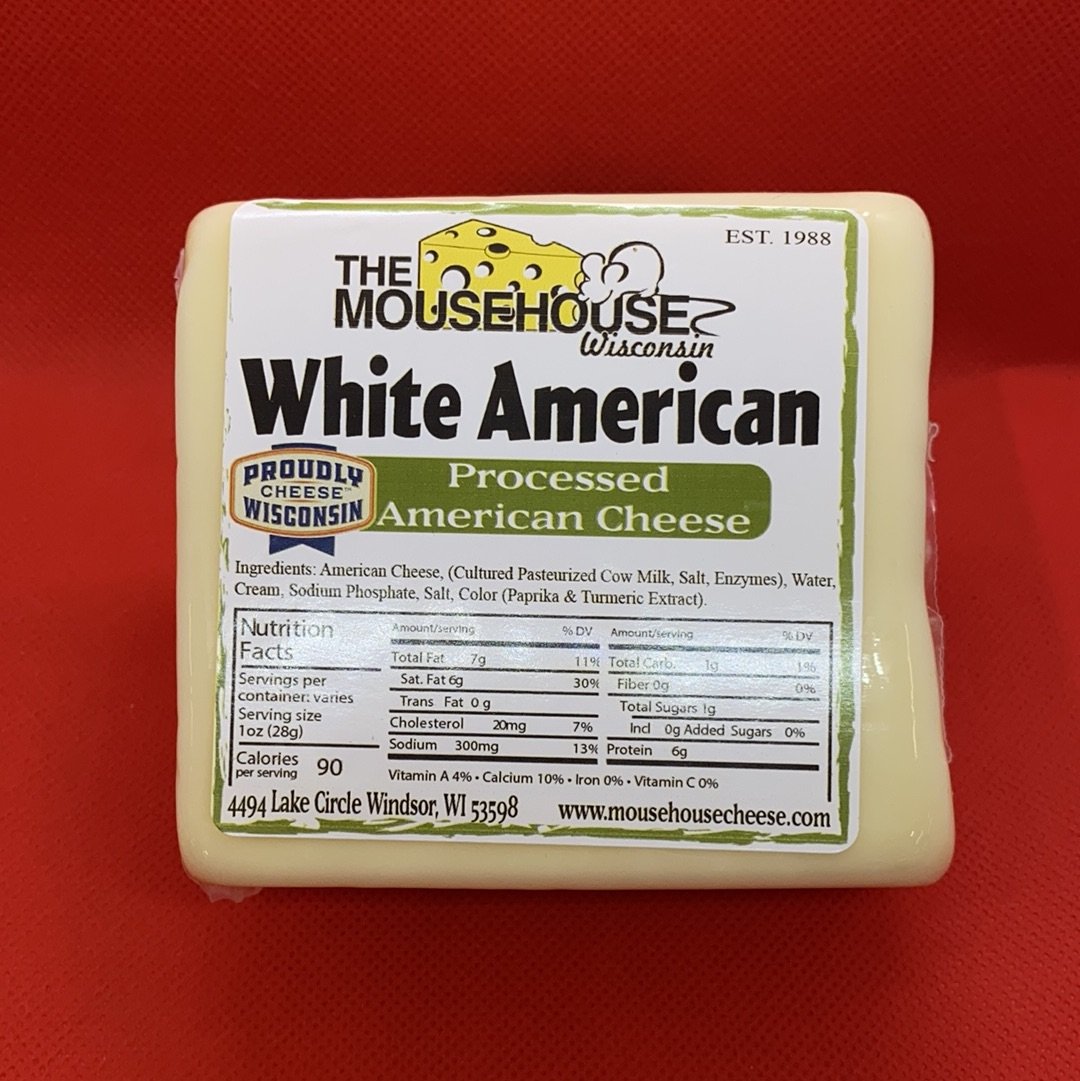 EST. 1988
THE
MOUSEHOUSE
Wisconsin
White American
PROUDLY
CHEESE™
WISCONSIN
Processed
American Cheese
Ingredients: American Cheese, (Cultured Pasteurized Cow Milk, Salt, Enzymes), Water,
Cream, Sodium Phosphate, Salt, Color (Paprika & Turmeric Extract).
Nutrition
Facts
Servings per
container: varies
Serving size
1oz (28g)
Calories
per serving 90
Amount/serving % DV
Total Fat 7g 11%
Sat. Fat 6g 30%
Trans Fat 0 g
Cholesterol 20mg 7%
Sodium 300mg 13%
Amount/serving % DV
Total Carb. 1g 1%
Fiber 0g 0%
Total Sugars 1g
Incl 0g Added Sugars 0%
Protein 6g
Vitamin A 4% • Calcium 10% • Iron 0% • Vitamin C 0%
4494 Lake Circle Windsor, WI 53598 www.mousehousecheese.com